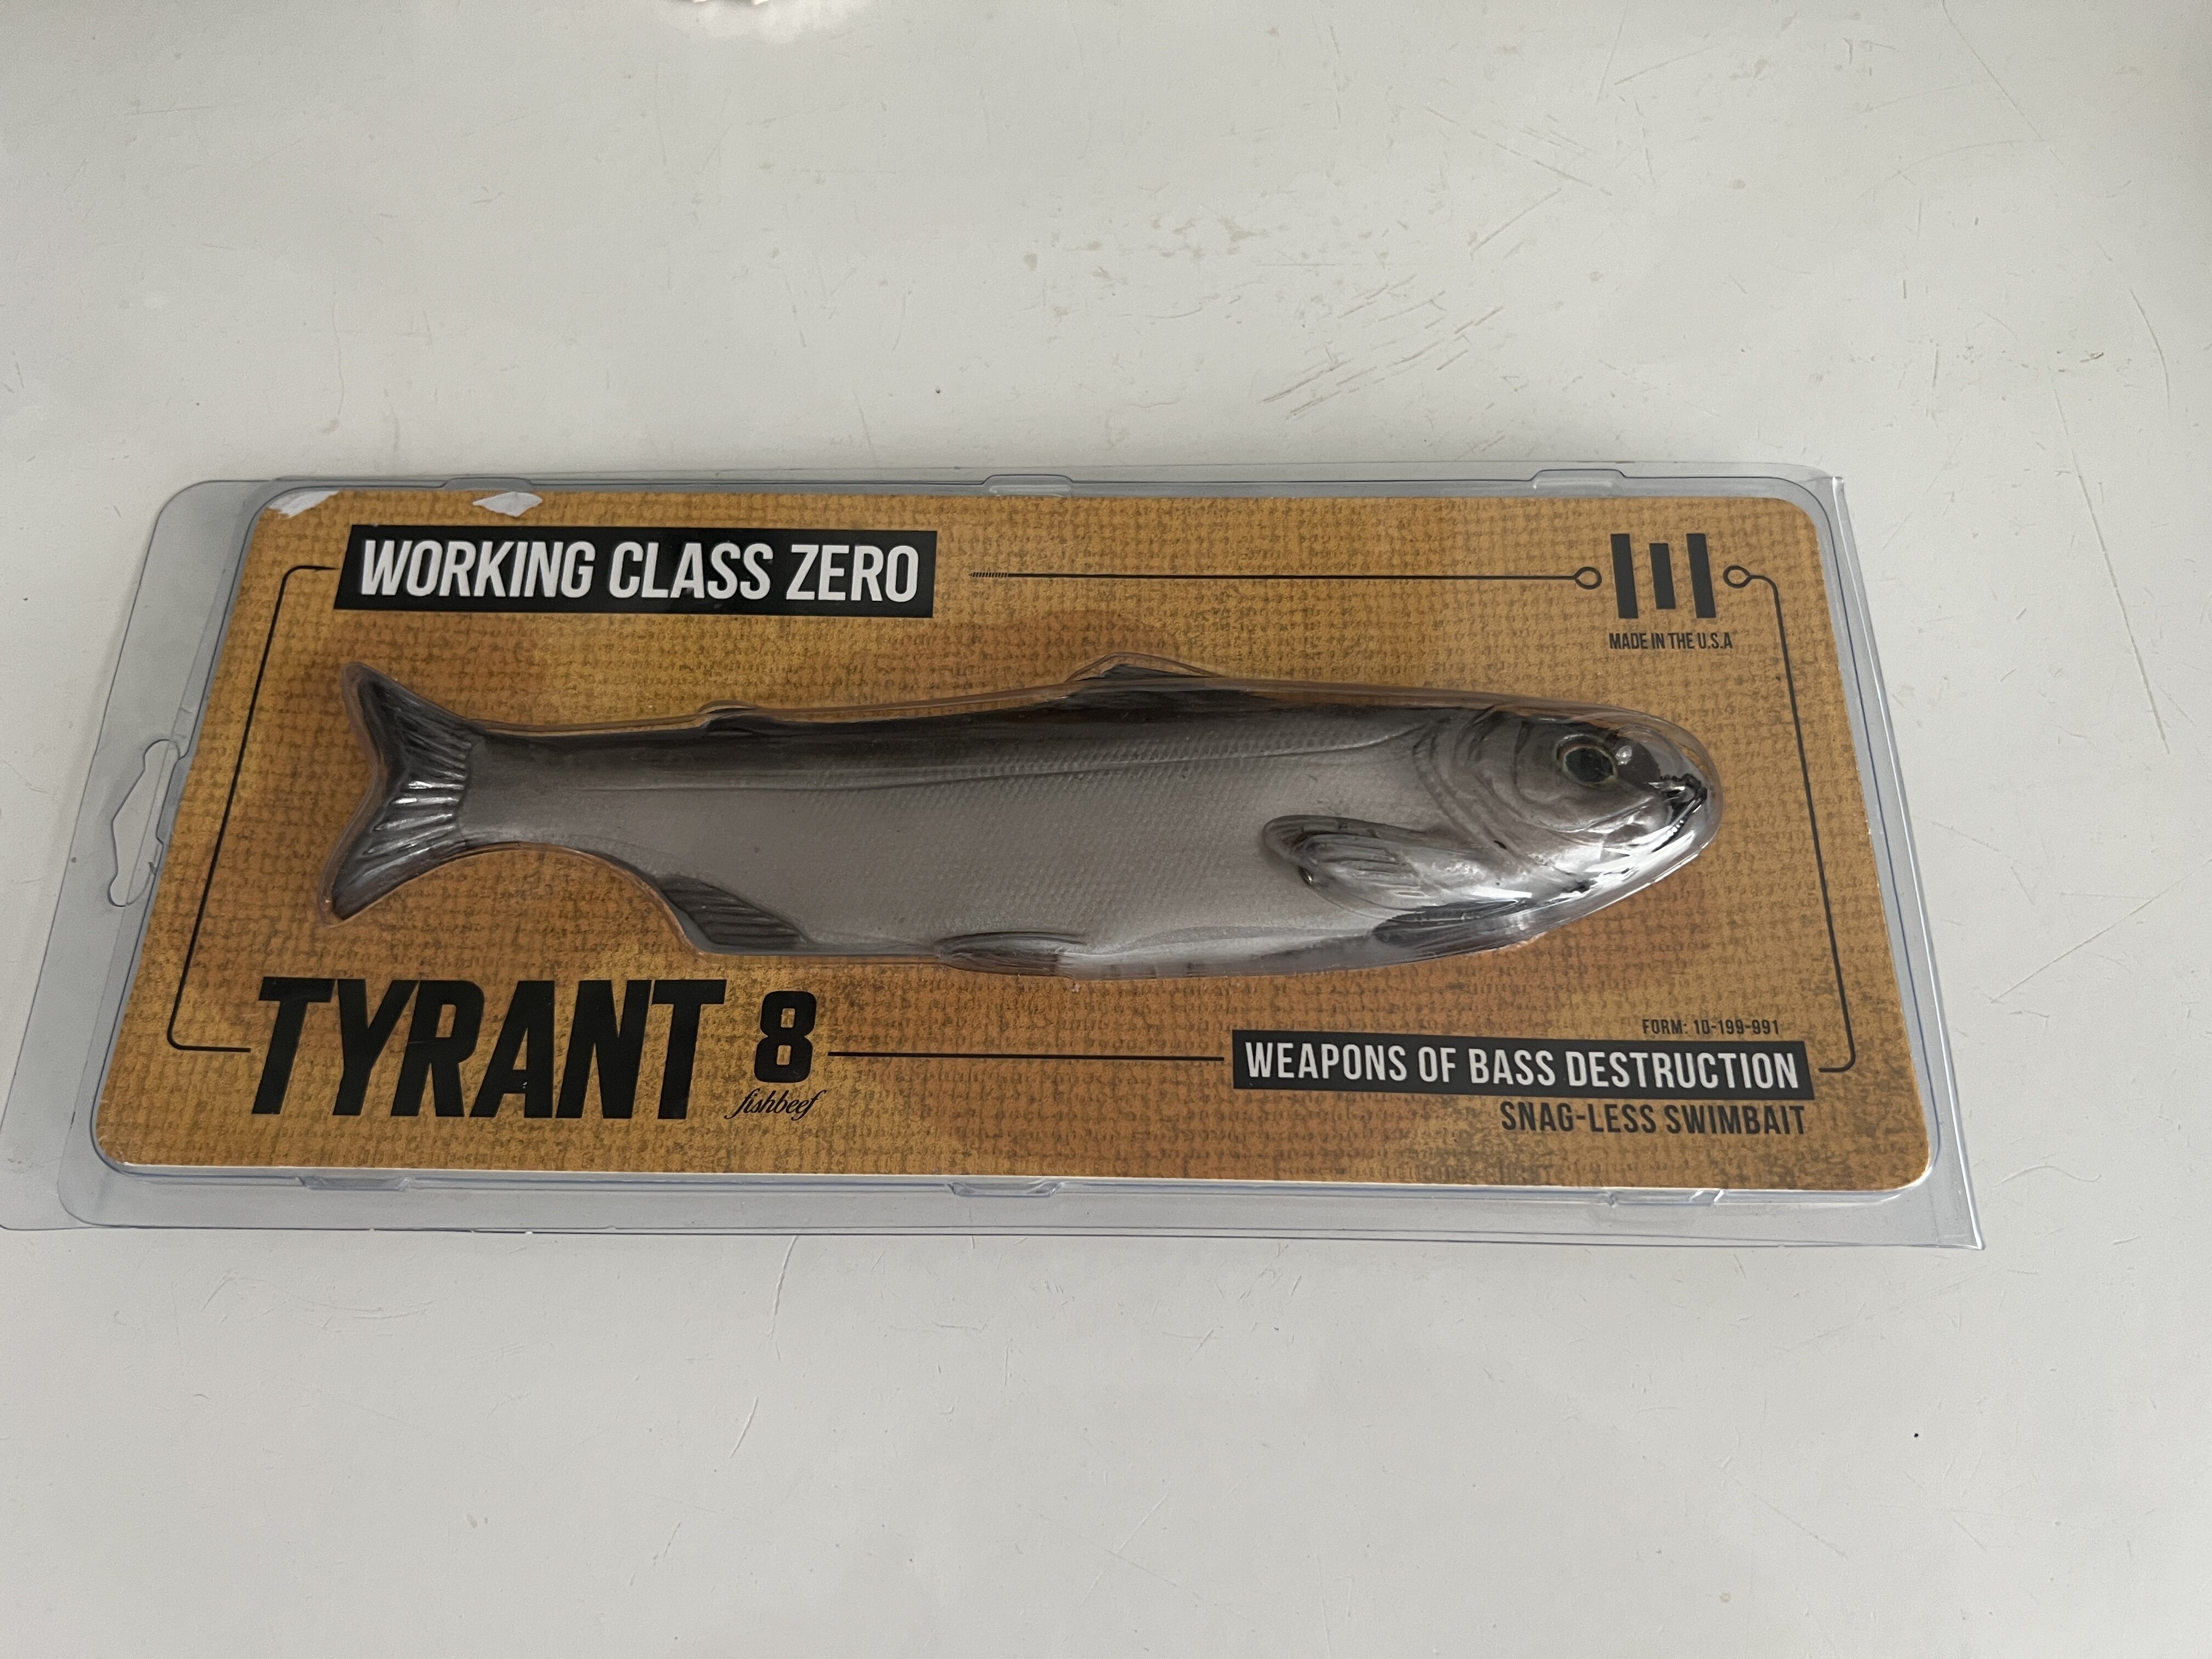 WORKING CLASS ZERO
MADE IN THE U.S.A
TYRANT 8
fishbeef
FORM: 10-199-991
WEAPONS OF BASS DESTRUCTION
SNAG-LESS SWIMBAIT